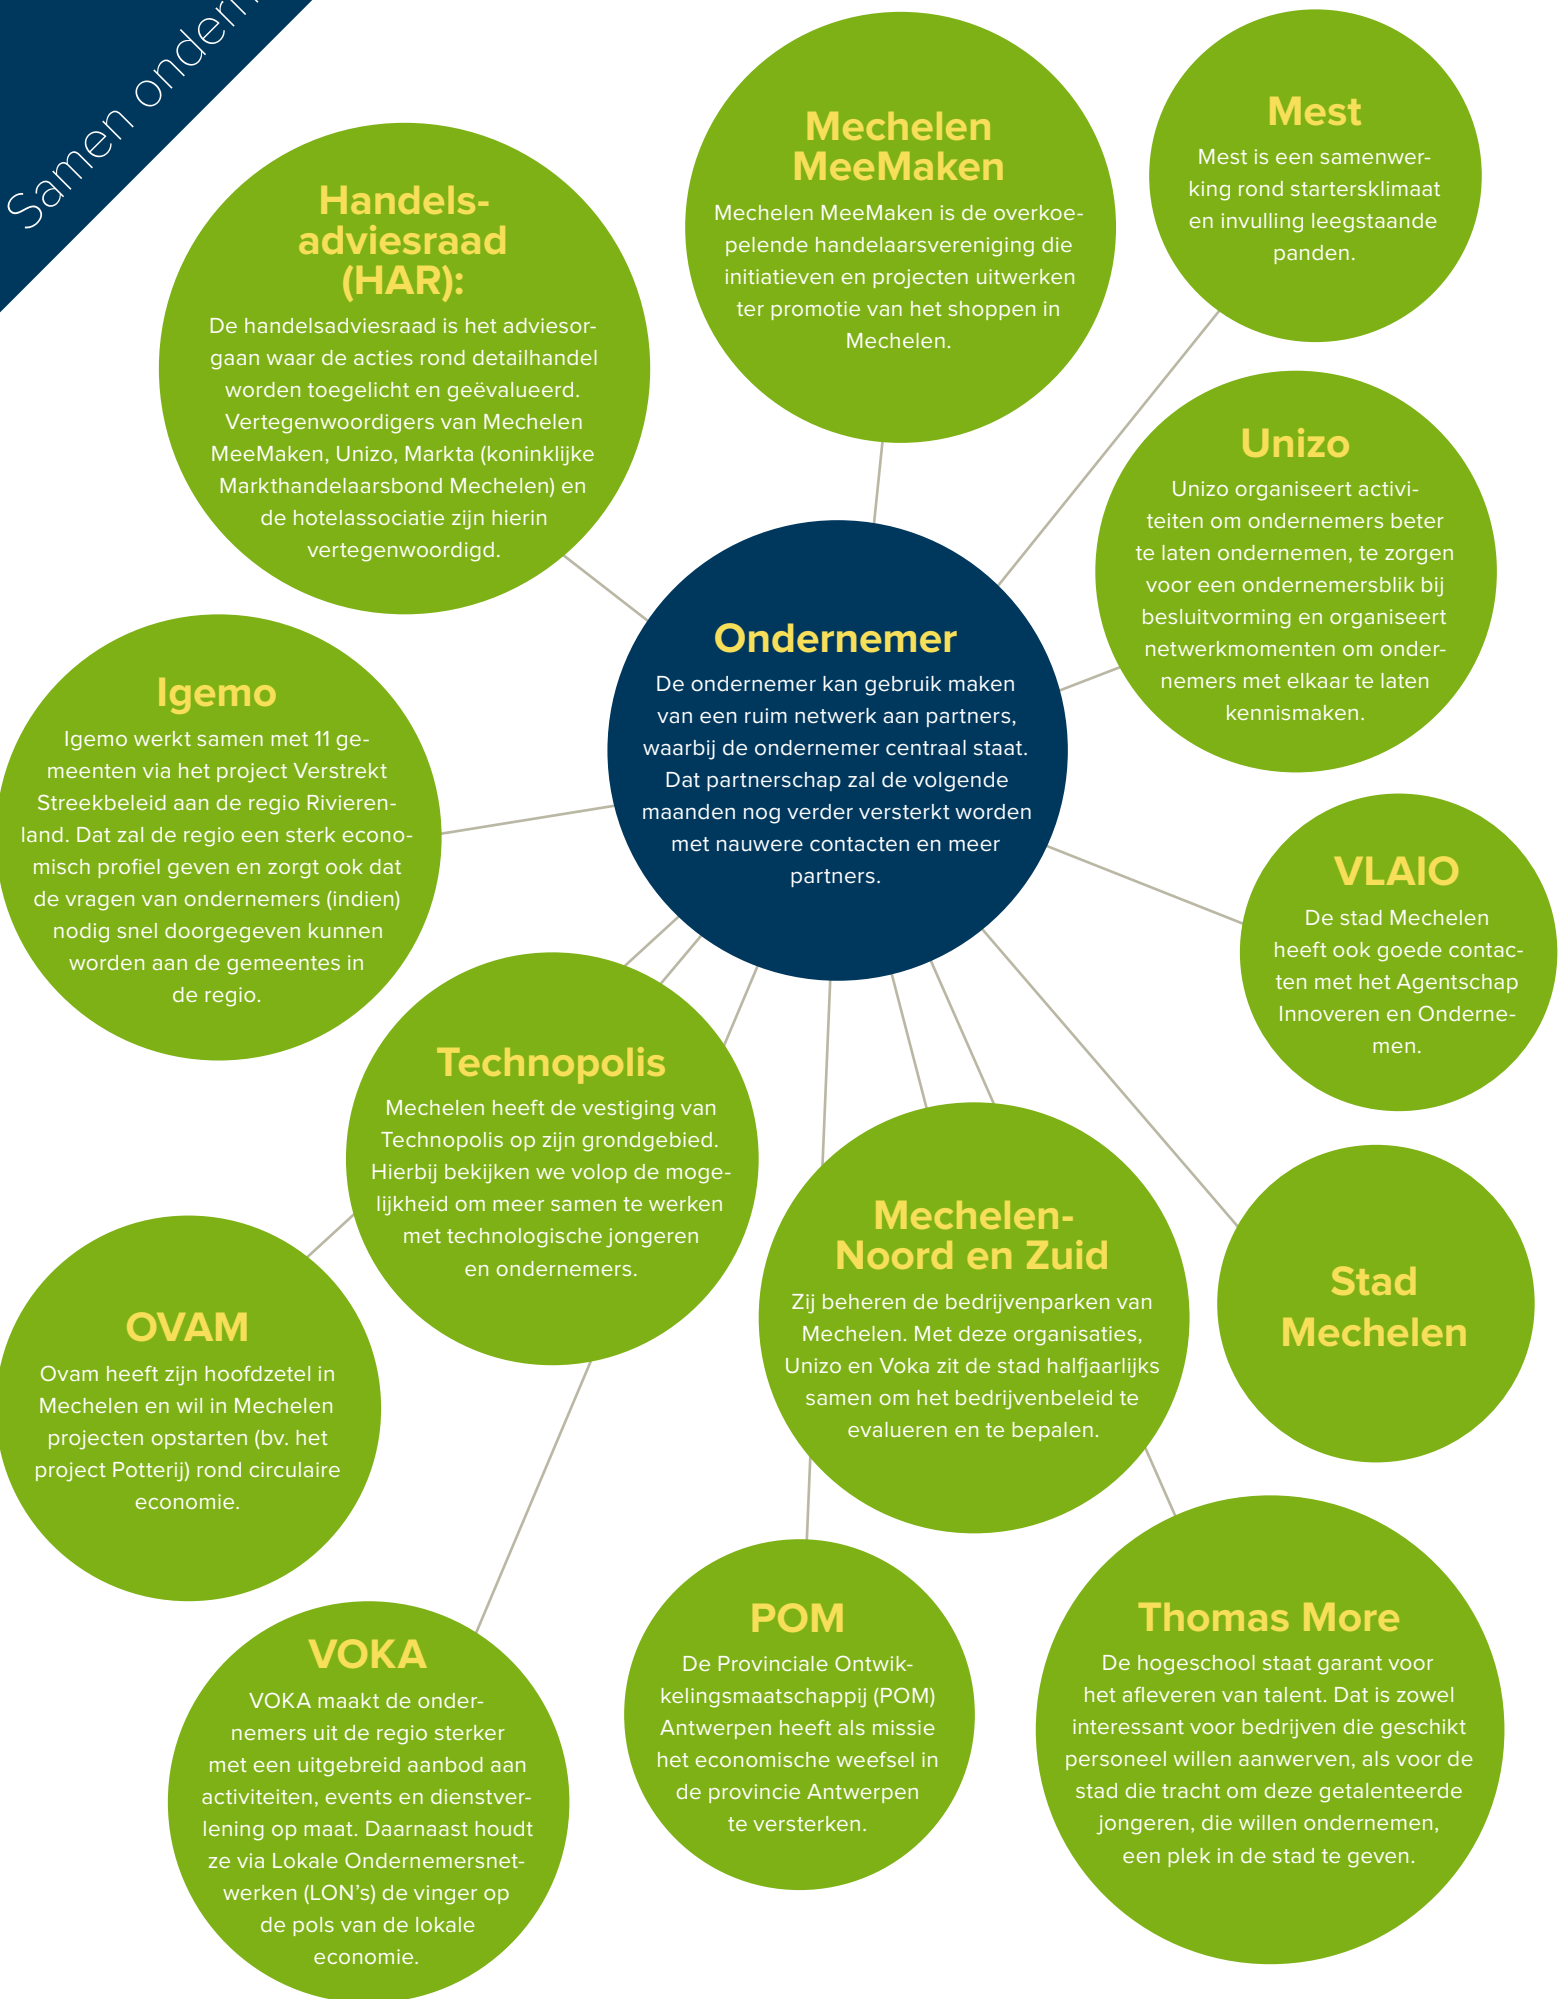 Samen
Handels-
adviesraad
(HAR):
De handelsadviesraad is het adviesor-
gaan waar de acties rond detailhandel
worden toegelicht en geëvalueerd.
Vertegenwoordigers van Mechelen
MeeMaken, Unizo, Markta (koninklijke
Markthandelaarsbond Mechelen) en
de hotelassociatie zijn hierin
vertegenwoordigd.
Mechelen
MeeMaken
Mechelen MeeMaken is de overkoe-
pelende handelaarsvereniging die
initiatieven en projecten uitwerken
ter promotie van het shoppen in
Mechelen.
Mest
Mest is een samenwer-
king rond startersklimaat
en invulling leegstaande
panden.
Unizo
Unizo organiseert activi-
teiten om ondernemers beter
te laten ondernemen, te zorgen
voor een ondernemersblik bij
besluitvorming en organiseert
netwerkmomenten om onder-
nemers met elkaar te laten
kennismaken.
Ondernemer
De ondernemer kan gebruik maken
van een ruim netwerk aan partners,
waarbij de ondernemer centraal staat.
Dat partnerschap zal de volgende
maanden nog verder versterkt worden
met nauwere contacten en meer
partners.
Igemo
Igemo werkt samen met 11 ge-
meenten via het project Verstrekt
Streekbeleid aan de regio Rivieren-
land. Dat zal de regio een sterk econo-
misch profiel geven en zorgt ook dat
de vragen van ondernemers (indien)
nodig snel doorgegeven kunnen
worden aan de gemeentes in
de regio.
VLAIO
De stad Mechelen
heeft ook goede contac-
ten met het Agentschap
Innoveren en Onderne-
men.
Technopolis
Mechelen heeft de vestiging van
Technopolis op zijn grondgebied.
Hierbij bekijken we volop de moge-
lijkheid om meer samen te werken
met technologische jongeren
en ondernemers.
Mechelen-
Noord en Zuid
Zij beheren de bedrijvenparken van
Mechelen. Met deze organisaties,
Unizo en Voka zit de stad halfjaarlijks
samen om het bedrijvenbeleid te
evalueren en te bepalen.
Stad
Mechelen
OVAM
Ovam heeft zijn hoofdzetel in
Mechelen en wil in Mechelen
projecten opstarten (bv. het
project Potterij) rond circulaire
economie.
VOKA
VOKA maakt de onder-
nemers uit de regio sterker
met een uitgebreid aanbod aan
activiteiten, events en dienstver-
lening op maat. Daarnaast houdt
ze via Lokale Ondernemersnet-
werken (LON's) de vinger op
de pols van de lokale
economie.
POM
De Provinciale Ontwik-
kelingsmaatschappij (POM)
Antwerpen heeft als missie
het economische weefsel in
de provincie Antwerpen
te versterken.
Thomas More
De hogeschool staat garant voor
het afleveren van talent. Dat is zowel
interessant voor bedrijven die geschikt
personeel willen aanwerven, als voor de
stad die tracht om deze getalenteerde
jongeren, die willen ondernemen,
een plek in de stad te geven.